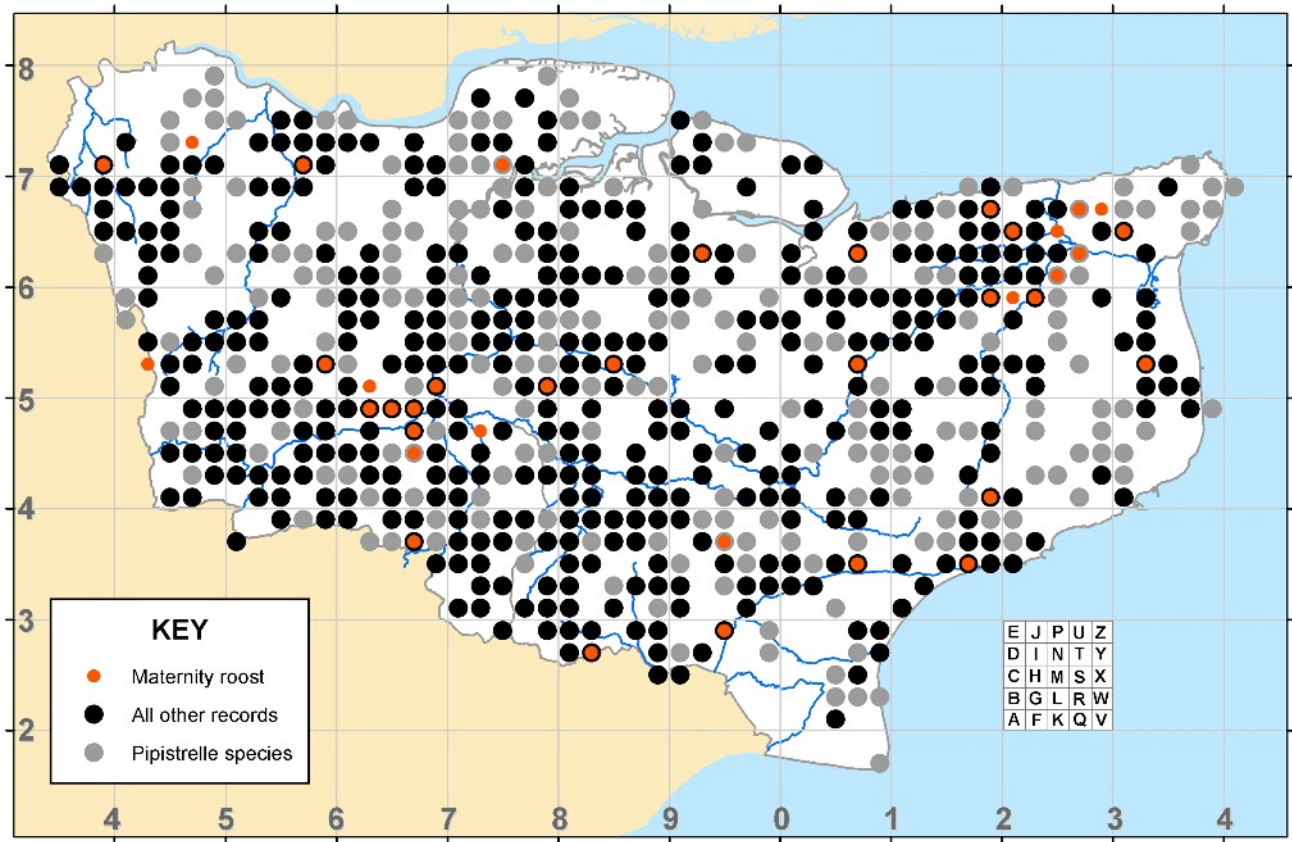 8
7
6
5
4
3
2
KEY
Maternity roost
All other records
Pipistrelle species
E J P U Z
D I N T Y
C H M S X
B G L R W
A F K Q V
4 5 6 7 8 9 0 1 2 3 4